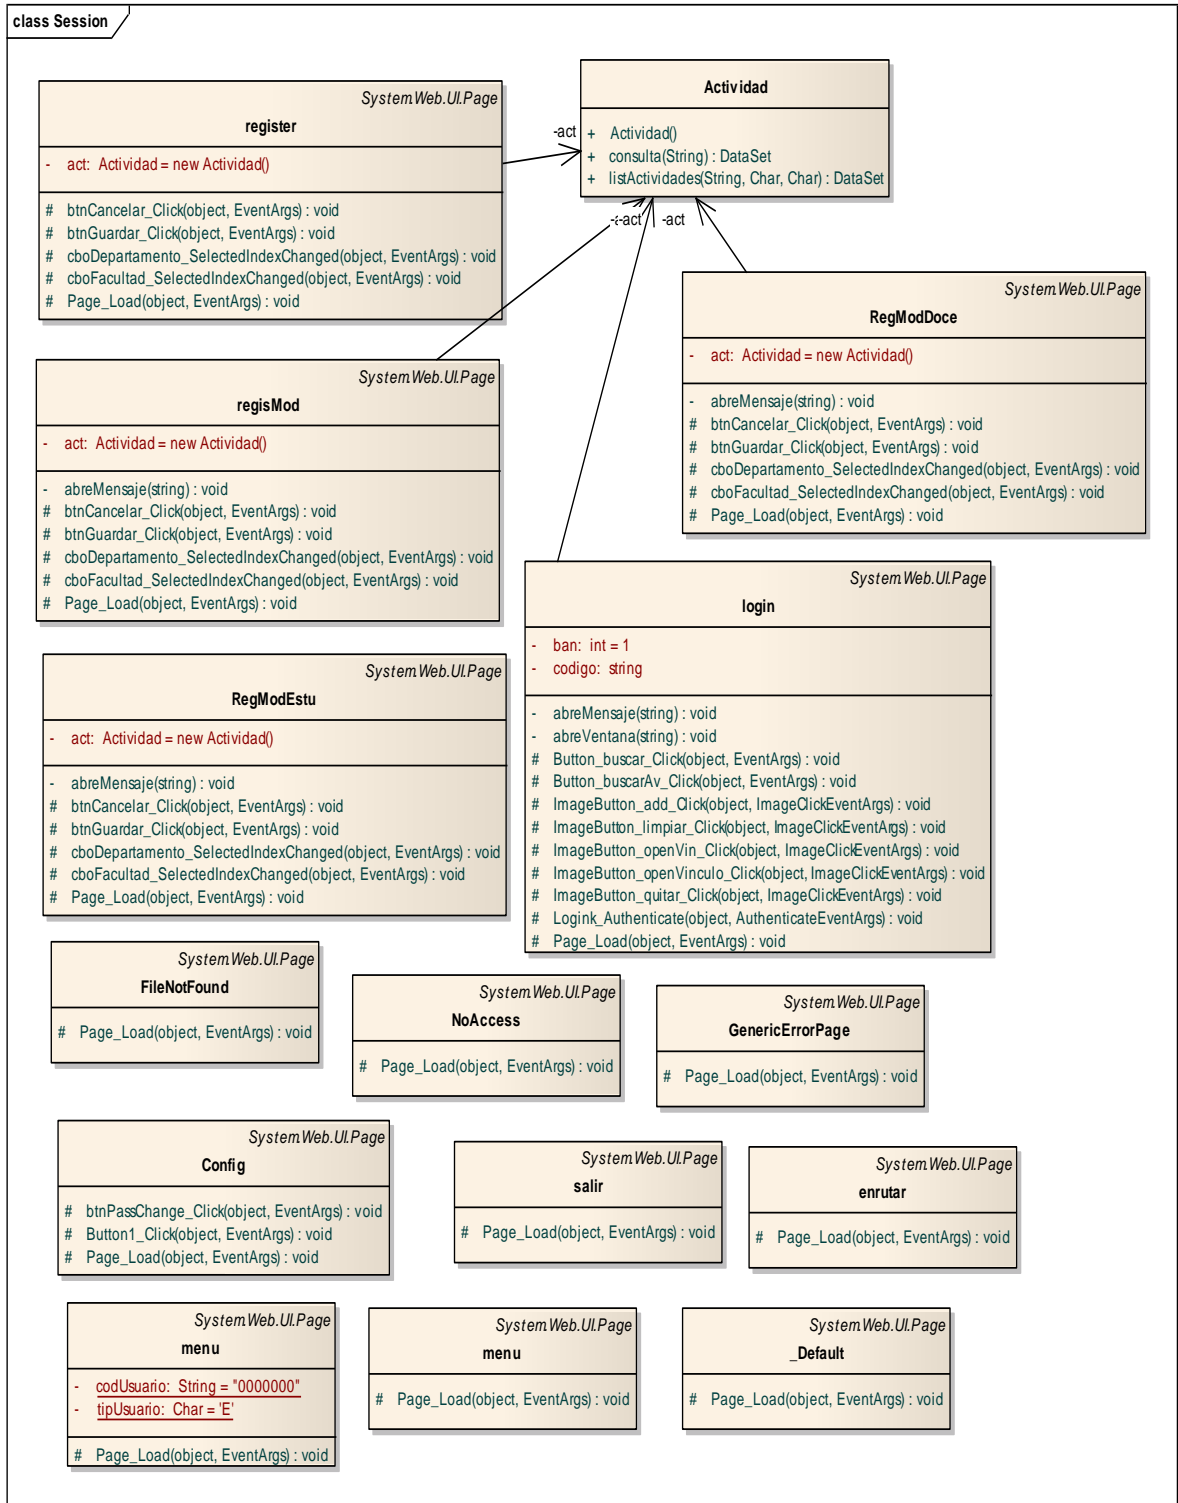 class Session
System.Web.UI.Page
register
- act: Actividad = new Actividad()
# btnCancelar_Click(object, EventArgs) : void
# btnGuardar_Click(object, EventArgs) : void
# cboDepartamento_SelectedIndexChanged(object, EventArgs) : void
# cboFacultad_SelectedIndexChanged(object, EventArgs) : void
# Page_Load(object, EventArgs) : void
-act
Actividad
+ Actividad()
+ consulta(String) : DataSet
+ listActividades(String, Char, Char) : DataSet
-act
-act
System.Web.UI.Page
RegModDoce
- act: Actividad = new Actividad()
- abreMensaje(string) : void
# btnCancelar_Click(object, EventArgs) : void
# btnGuardar_Click(object, EventArgs) : void
# cboDepartamento_SelectedIndexChanged(object, EventArgs) : void
# cboFacultad_SelectedIndexChanged(object, EventArgs) : void
# Page_Load(object, EventArgs) : void
System.Web.UI.Page
regisMod
- act: Actividad = new Actividad()
- abreMensaje(string) : void
# btnCancelar_Click(object, EventArgs) : void
# btnGuardar_Click(object, EventArgs) : void
# cboDepartamento_SelectedIndexChanged(object, EventArgs) : void
# cboFacultad_SelectedIndexChanged(object, EventArgs) : void
# Page_Load(object, EventArgs) : void
System.Web.UI.Page
login
- ban: int = 1
- codigo: string
- abreMensaje(string) : void
- abreVentana(string) : void
# Button_buscar_Click(object, EventArgs) : void
# Button_buscarAv_Click(object, EventArgs) : void
# ImageButton_add_Click(object, ImageClickEventArgs) : void
# ImageButton_limpiar_Click(object, ImageClickEventArgs) : void
# ImageButton_openVin_Click(object, ImageClickEventArgs) : void
# ImageButton_openVinculo_Click(object, ImageClickEventArgs) : void
# ImageButton_quitar_Click(object, ImageClickEventArgs) : void
# Logink_Authenticate(object, AuthenticateEventArgs) : void
# Page_Load(object, EventArgs) : void
System.Web.UI.Page
RegModEstu
- act: Actividad = new Actividad()
- abreMensaje(string) : void
# btnCancelar_Click(object, EventArgs) : void
# btnGuardar_Click(object, EventArgs) : void
# cboDepartamento_SelectedIndexChanged(object, EventArgs) : void
# cboFacultad_SelectedIndexChanged(object, EventArgs) : void
# Page_Load(object, EventArgs) : void
System.Web.UI.Page
FileNotFound
# Page_Load(object, EventArgs) : void
System.Web.UI.Page
NoAccess
# Page_Load(object, EventArgs) : void
System.Web.UI.Page
GenericErrorPage
# Page_Load(object, EventArgs) : void
System.Web.UI.Page
Config
# btnPassChange_Click(object, EventArgs) : void
# Button1_Click(object, EventArgs) : void
# Page_Load(object, EventArgs) : void
System.Web.UI.Page
salir
# Page_Load(object, EventArgs) : void
System.Web.UI.Page
enrutar
# Page_Load(object, EventArgs) : void
System.Web.UI.Page
menu
- codUsuario: String = "0000000"
- tipUsuario: Char = 'E'
# Page_Load(object, EventArgs) : void
System.Web.UI.Page
menu
# Page_Load(object, EventArgs) : void
System.Web.UI.Page
_Default
# Page_Load(object, EventArgs) : void